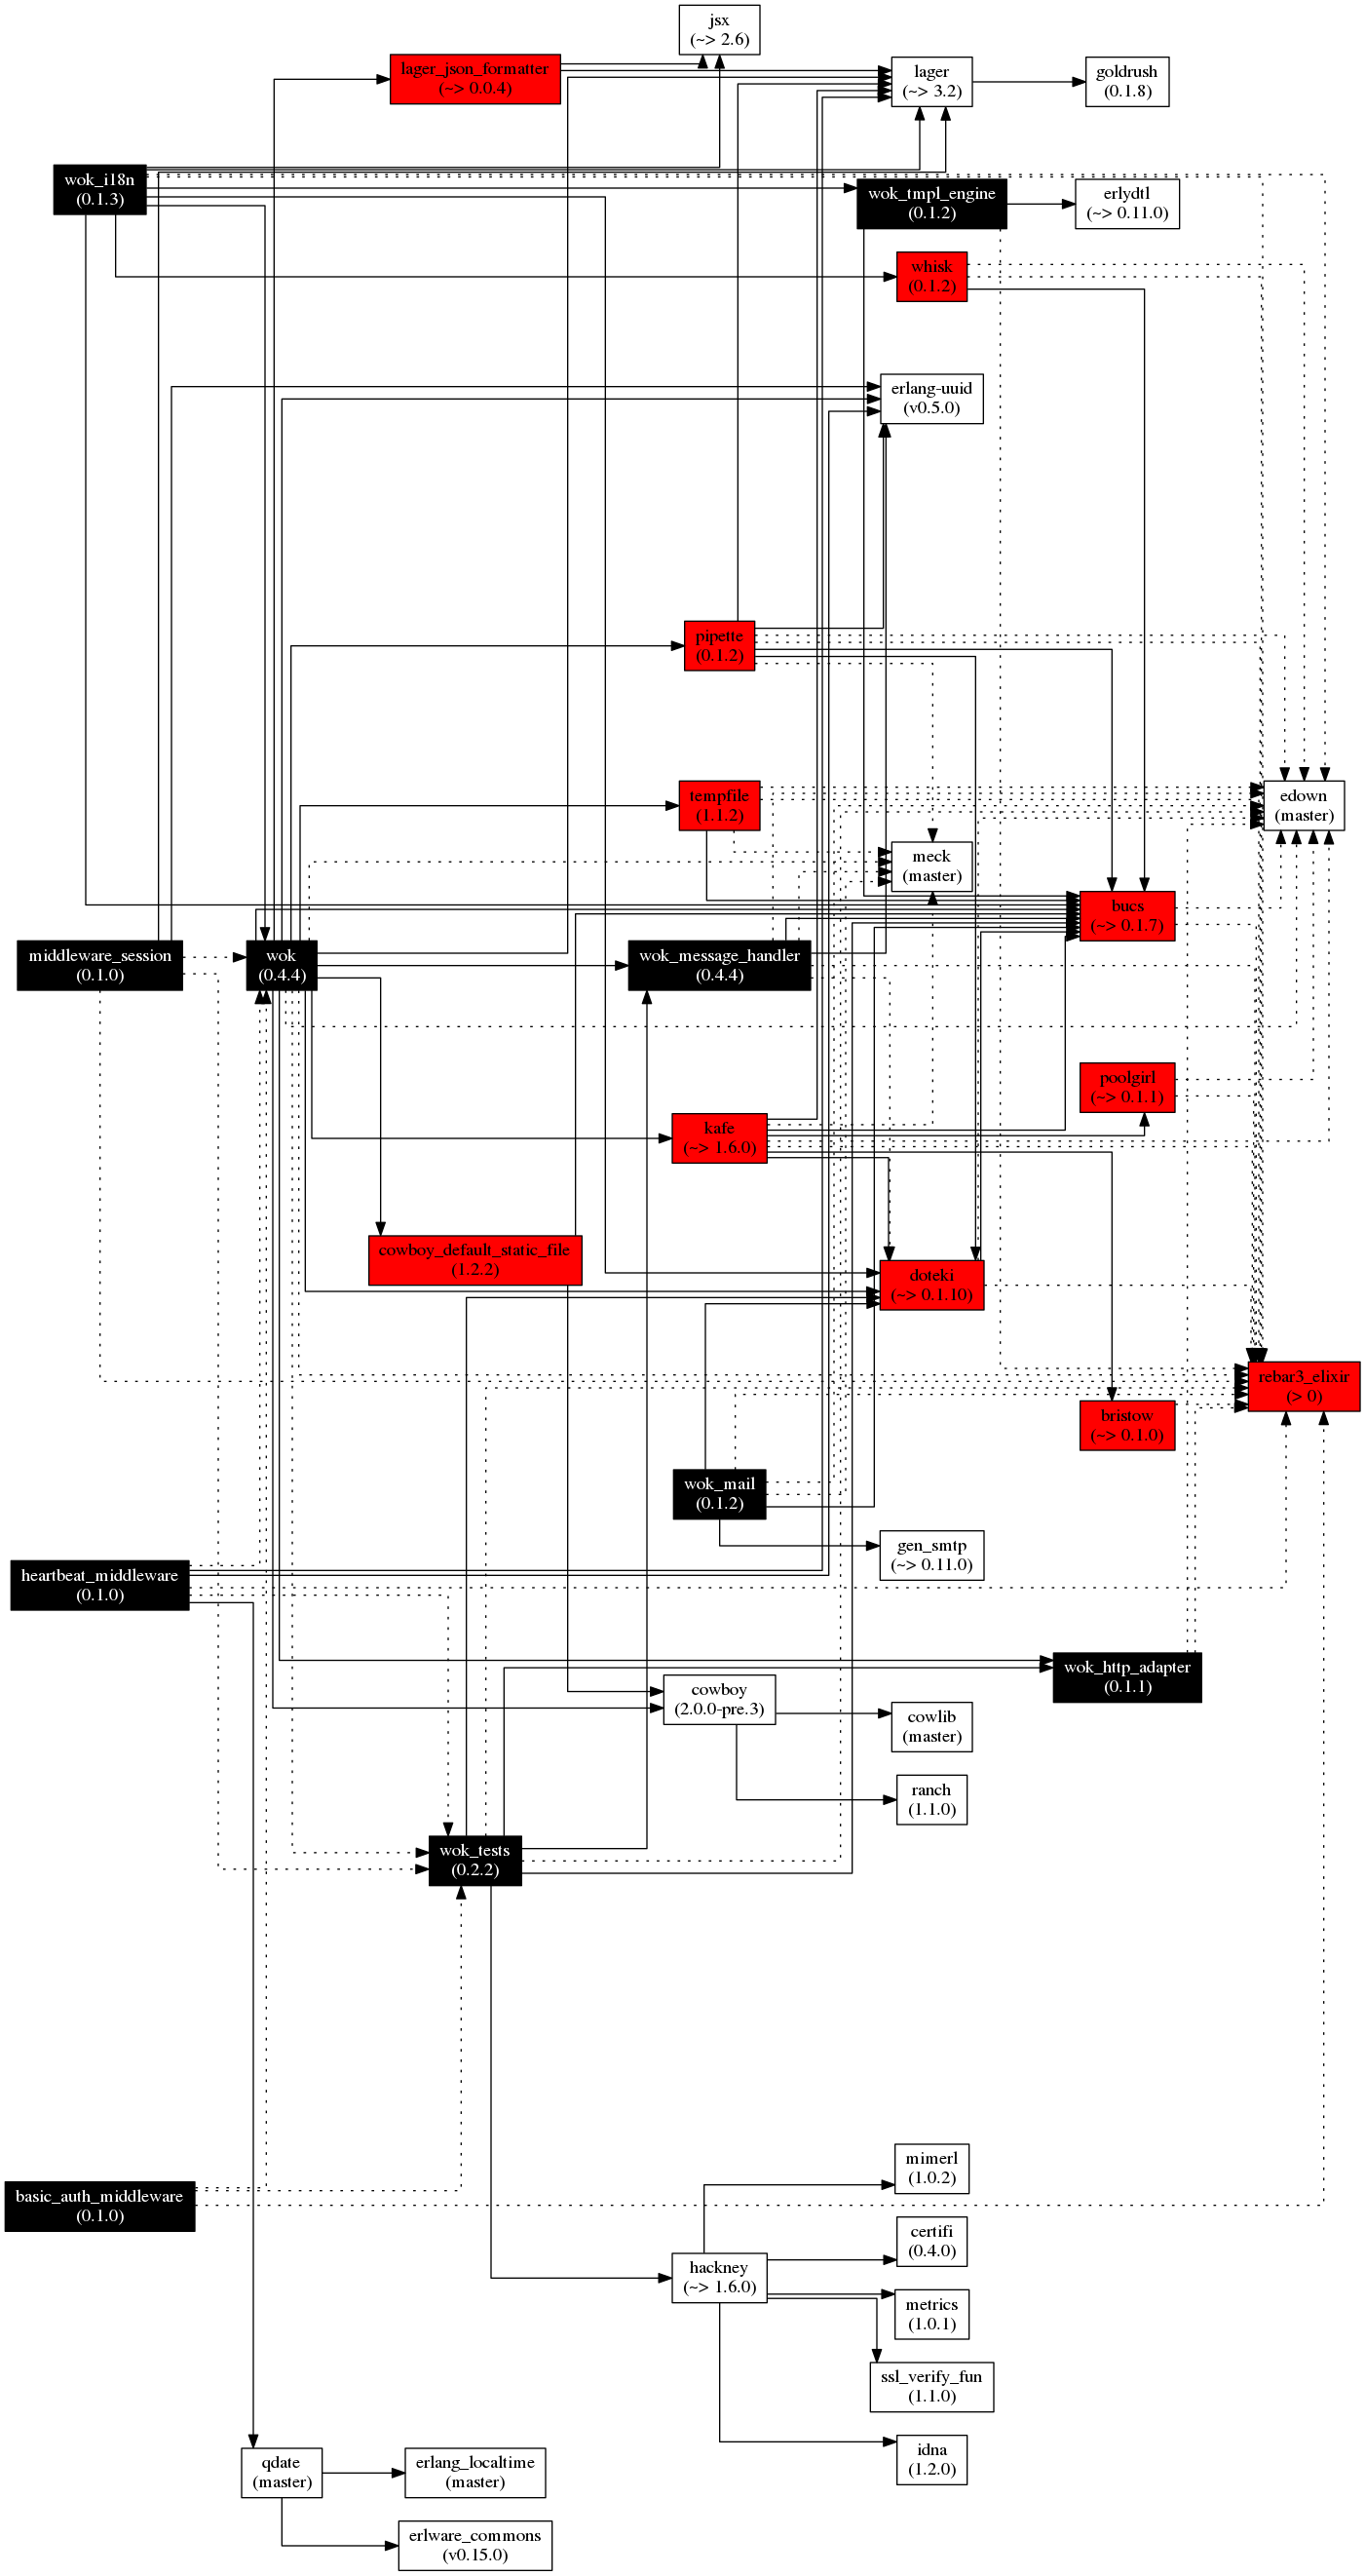 jsx
(~> 2.6)
lager_json_formatter
(~> 0.0.4)
lager
(~> 3.2)
goldrush
(0.1.8)
wok_i18n
(0.1.3)
wok_tmpl_engine
(0.1.2)
erlydtl
(~> 0.11.0)
whisk
(0.1.2)
erlang-uuid
(v0.5.0)
pipette
(0.1.2)
tempfile
(1.1.2)
edown
(master)
meck
(master)
bucs
(~> 0.1.7)
middleware_session
(0.1.0)
wok
(0.4.4)
wok_message_handler
(0.4.4)
poolgirl
(~> 0.1.1)
kafe
(~> 1.6.0)
cowboy_default_static_file
(1.2.2)
doteki
(~> 0.1.10)
rebar3_elixir
(> 0)
bristow
(~> 0.1.0)
wok_mail
(0.1.2)
gen_smtp
(~> 0.11.0)
heartbeat_middleware
(0.1.0)
wok_http_adapter
(0.1.1)
cowboy
(2.0.0-pre.3)
cowlib
(master)
ranch
(1.1.0)
wok_tests
(0.2.2)
mimerl
(1.0.2)
basic_auth_middleware
(0.1.0)
certifi
(0.4.0)
hackney
(~> 1.6.0)
metrics
(1.0.1)
ssl_verify_fun
(1.1.0)
idna
(1.2.0)
qdate
(master)
erlang_localtime
(master)
erlware_commons
(v0.15.0)